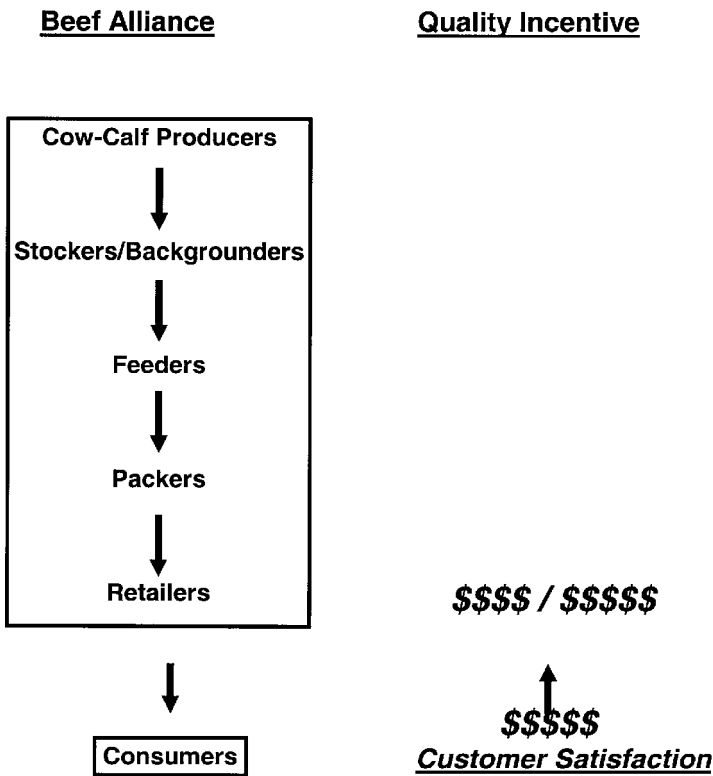 Beef Alliance
Quality Incentive
Cow-Calf Producers
Stockers/Backgrounders
Feeders
Packers
Retailers
$$$$ / $$$$$
$$$$$
Consumers
Customer Satisfaction